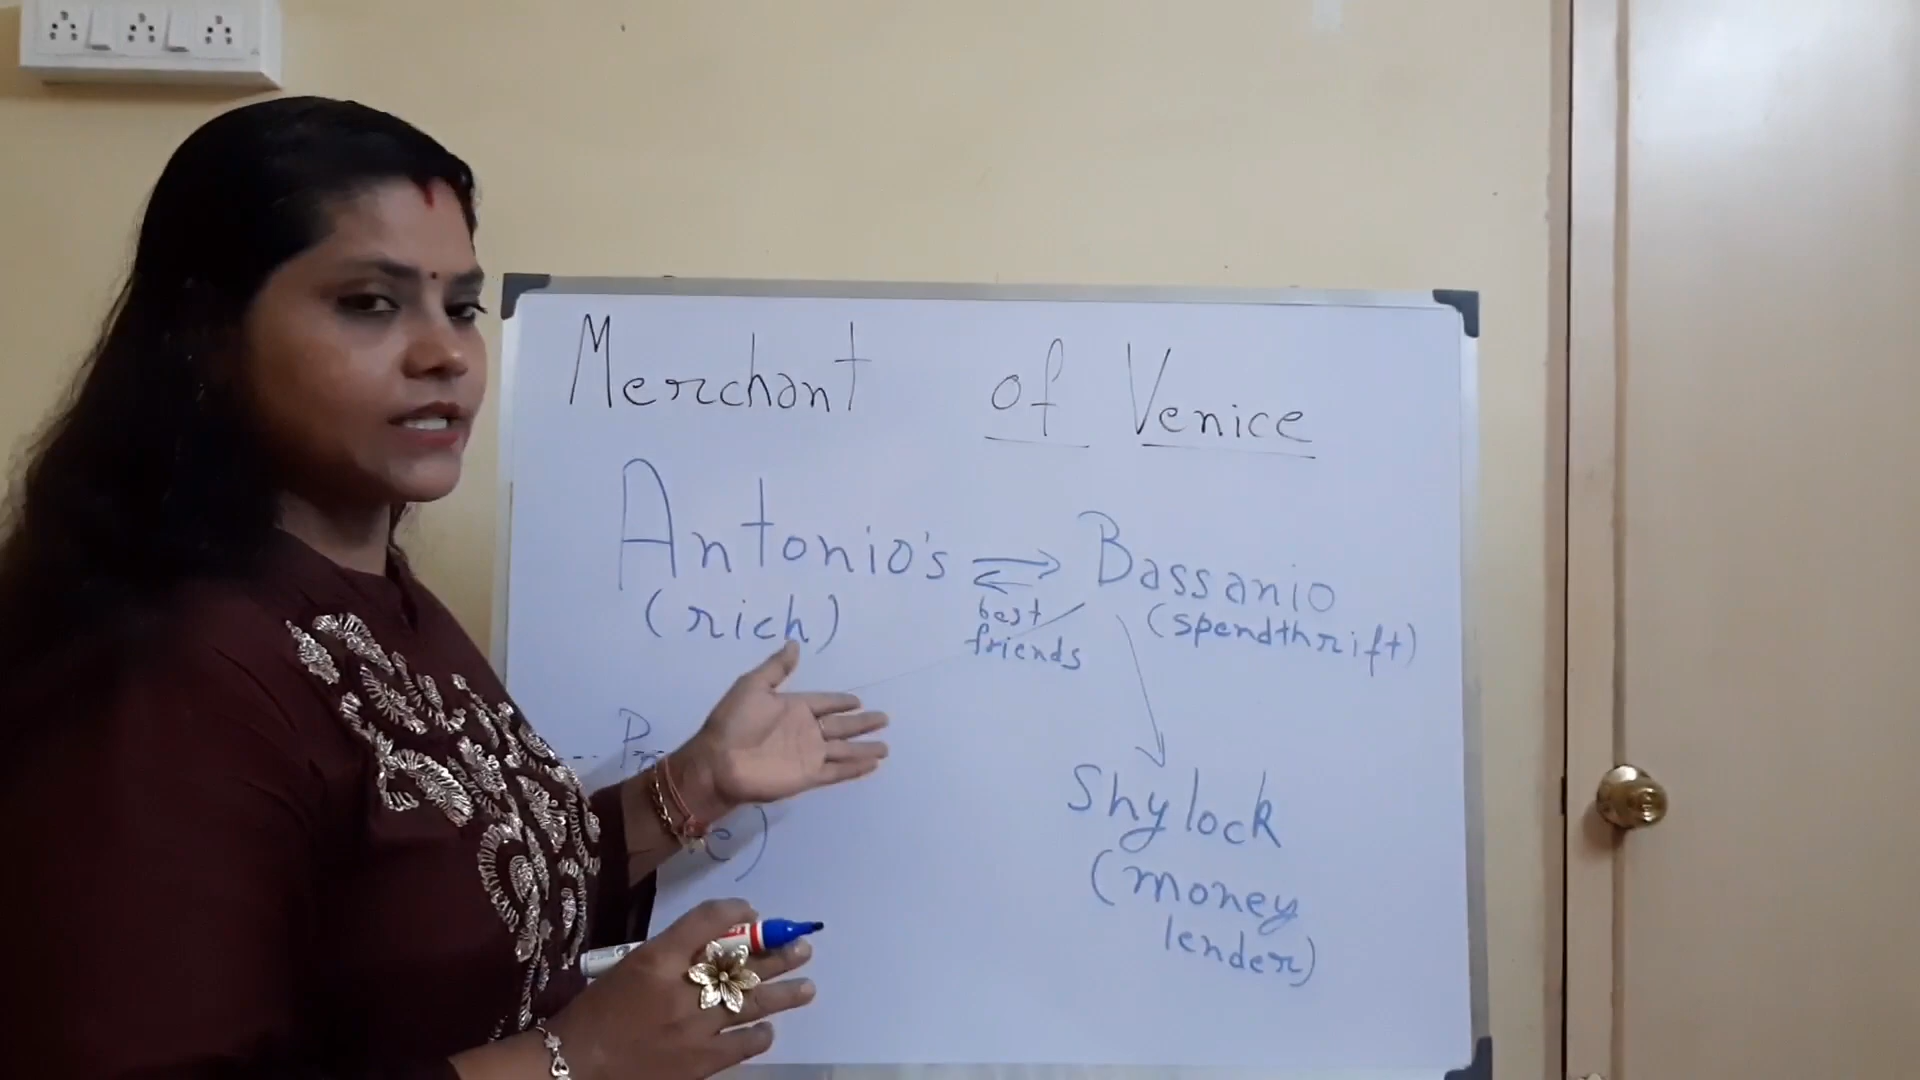 Merchant of Venice
Antonio's Bassanio
(rich) best (spendthrift)
friends
Shylock
(money
lender)